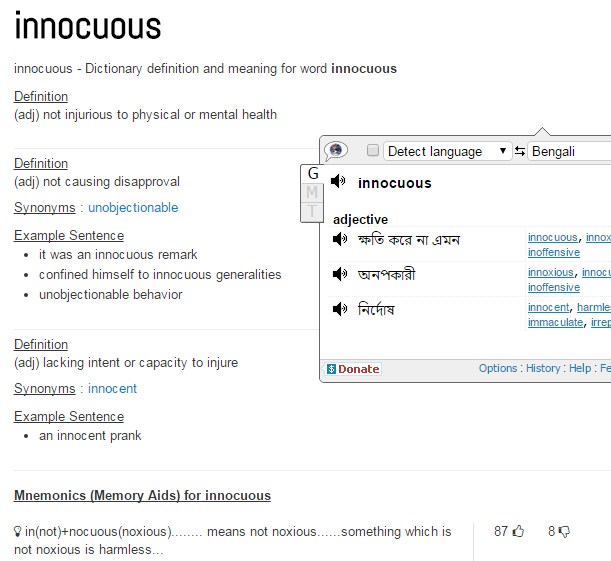 innocuous
innocuous - Dictionary definition and meaning for word innocuous
Definition
(adj) not injurious to physical or mental health
Definition
(adj) not causing disapproval
Synonyms : unobjectionable
Example Sentence
it was an innocuous remark
confined himself to innocuous generalities
unobjectionable behavior
Definition
(adj) lacking intent or capacity to injure
Synonyms : innocent
Example Sentence
an innocent prank
Mnemonics (Memory Aids) for innocuous
in(not)+nocuous(noxious)........ means not noxious......something which is
not noxious is harmless...
87
8
Detect language
Bengali
G
M
T
innocuous
adjective
ক্ষতি করে না এমন
innocuous, innox
inoffensive
অনপকারী
innoxious, innocu
inoffensive
নির্দোষ
innocent, harmle
immaculate, irrep
Donate
Options : History : Help : Fe